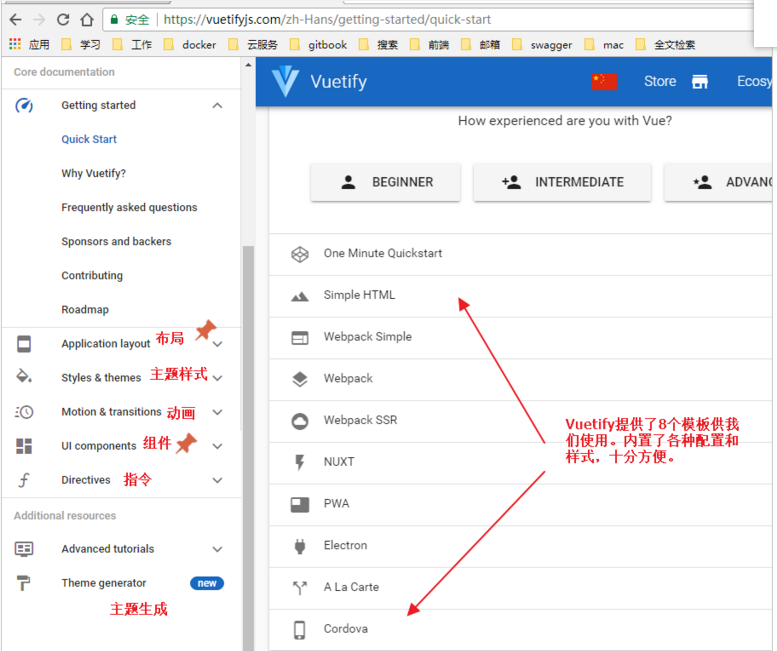 安全 https://vuetifyjs.com/zh-Hans/getting-started/quick-start
应用 学习 工作 docker 云服务 gitbook 搜索 前端 邮箱 swagger mac 全文检索
Core documentation
Getting started
Quick Start
Why Vuetify?
Frequently asked questions
Sponsors and backers
Contributing
Roadmap
Application layout 布局
Styles & themes 主题样式
Motion & transitions 动画
UI components 组件
Directives 指令
Additional resources
Advanced tutorials
Theme generator new
主题生成
Vuetify Store Ecosy
How experienced are you with Vue?
BEGINNER INTERMEDIATE ADVANC
One Minute Quickstart
Simple HTML
Webpack Simple
Webpack
Webpack SSR
NUXT
PWA
Electron
A La Carte
Cordova
Vuetify提供了8个模板供我
们使用。内置了各种配置和
样式，十分方便。